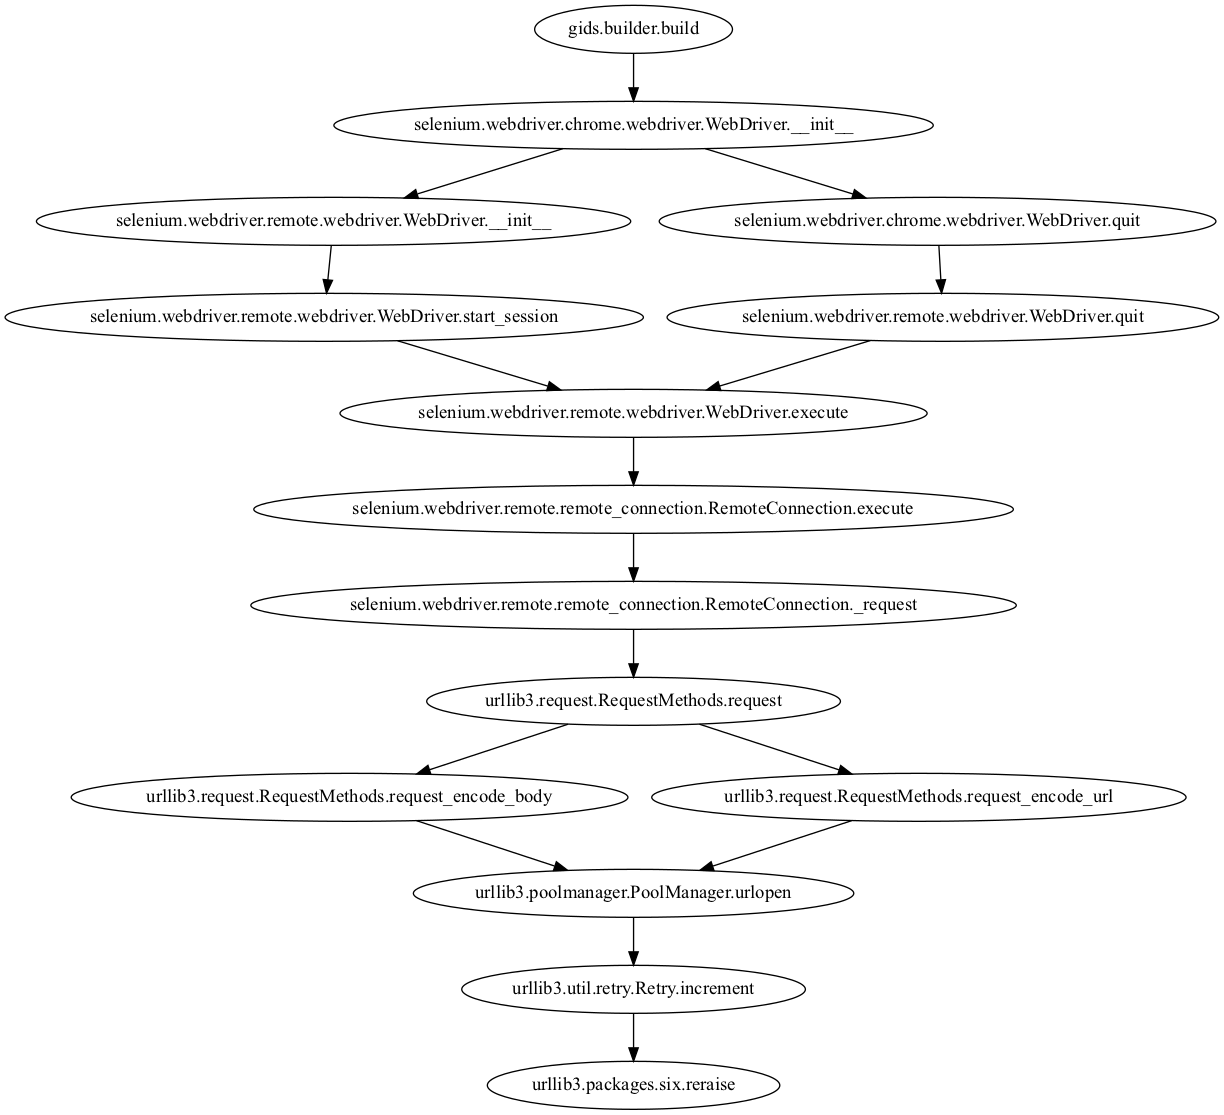 gids.builder.build
selenium.webdriver.chrome.webdriver.WebDriver.__init__
selenium.webdriver.remote.webdriver.WebDriver.__init__
selenium.webdriver.chrome.webdriver.WebDriver.quit
selenium.webdriver.remote.webdriver.WebDriver.start_session
selenium.webdriver.remote.webdriver.WebDriver.quit
selenium.webdriver.remote.webdriver.WebDriver.execute
selenium.webdriver.remote.remote_connection.RemoteConnection.execute
selenium.webdriver.remote.remote_connection.RemoteConnection._request
urllib3.request.RequestMethods.request
urllib3.request.RequestMethods.request_encode_body
urllib3.request.RequestMethods.request_encode_url
urllib3.poolmanager.PoolManager.urlopen
urllib3.util.retry.Retry.increment
urllib3.packages.six.reraise